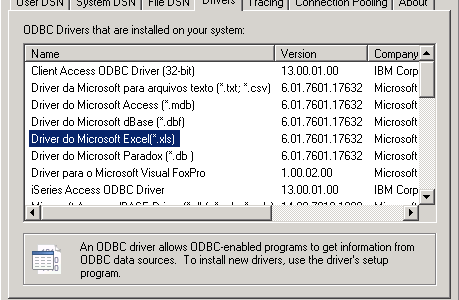 User DSN System DSN File DSN Drivers Tracing Connection Pooling About
ODBC Drivers that are installed on your system:
Name Version Company
Client Access ODBC Driver (32-bit) 13.00.01.00 IBM Corp
Driver da Microsoft para arquivos texto (*.txt; *.csv) 6.01.7601.17632 Microsoft
Driver do Microsoft Access (*.mdb) 6.01.7601.17632 Microsoft
Driver do Microsoft dBase (*.dbf) 6.01.7601.17632 Microsoft
Driver do Microsoft Excel(*.xls) 6.01.7601.17632 Microsoft
Driver do Microsoft Paradox (*.db ) 6.01.7601.17632 Microsoft
Driver para o Microsoft Visual FoxPro 1.00.02.00 Microsoft
iSeries Access ODBC Driver 13.00.01.00 IBM Corp
An ODBC driver allows ODBC-enabled programs to get information from
ODBC data sources. To install new drivers, use the driver's setup
program.